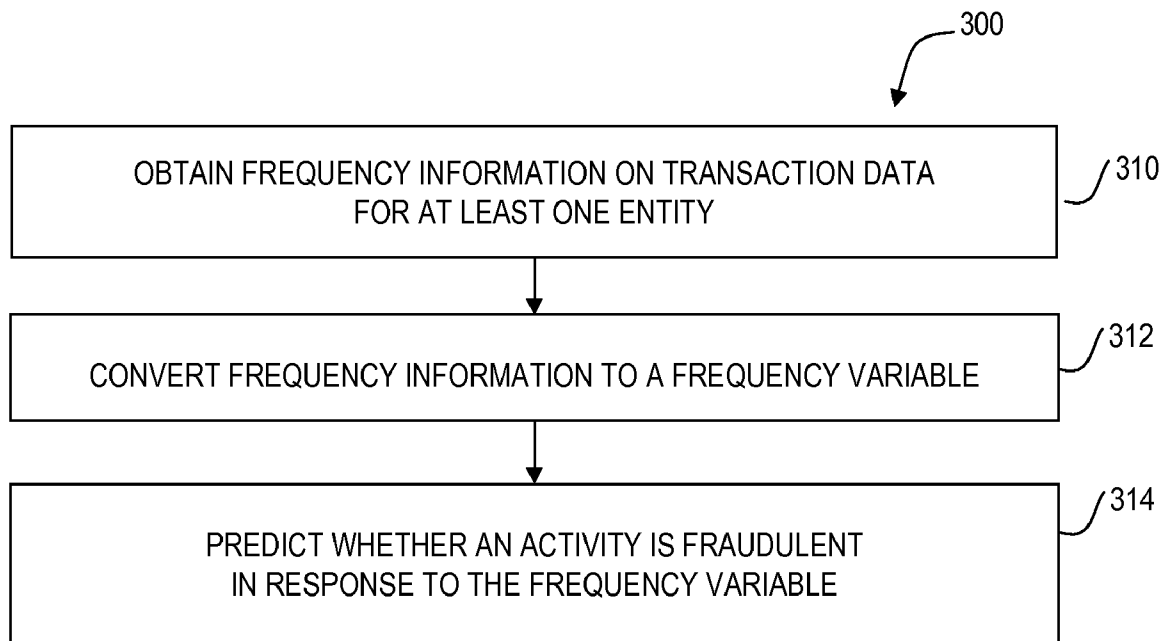 300
OBTAIN FREQUENCY INFORMATION ON TRANSACTION DATA
FOR AT LEAST ONE ENTITY
310
CONVERT FREQUENCY INFORMATION TO A FREQUENCY VARIABLE
312
PREDICT WHETHER AN ACTIVITY IS FRAUDULENT
IN RESPONSE TO THE FREQUENCY VARIABLE
314